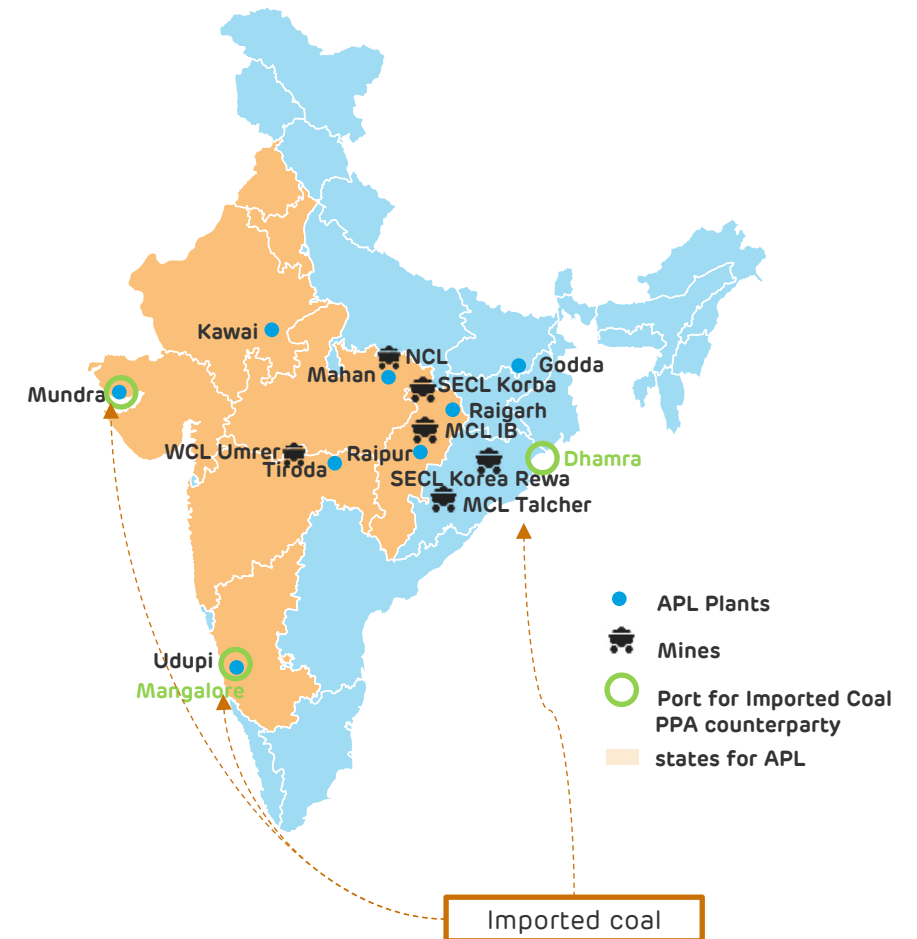 Kawai
NCL
Mahan
Godda
SECL Korba
Mundra
Raigarh
MCL IB
WCL Umrer
Raipur
Tiroda
Dhamra
SECL Korea Rewa
MCL Talcher
APL Plants
Mines
Udupi
Mangalore
Port for Imported Coal
PPA counterparty
states for APL
Imported coal